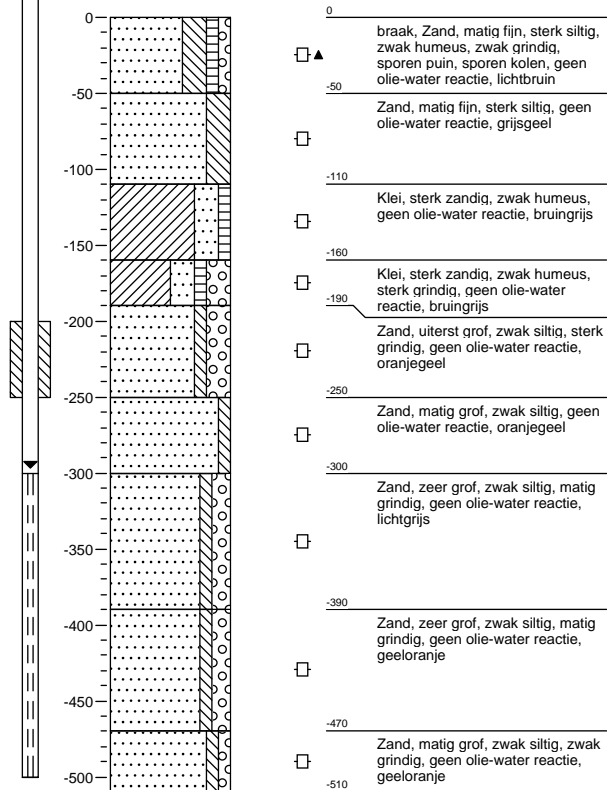 0
-50
-100
-150
-200
-250
-300
-350
-400
-450
-500
0
braak, Zand, matig fijn, sterk siltig,
zwak humeus, zwak grindig,
sporen puin, sporen kolen, geen
olie-water reactie, lichtbruin
-50
Zand, matig fijn, sterk siltig, geen
olie-water reactie, grijsgeel
-110
Klei, sterk zandig, zwak humeus,
geen olie-water reactie, bruingrijs
-160
Klei, sterk zandig, zwak humeus,
sterk grindig, geen olie-water
reactie, bruingrijs
-190
Zand, uiterst grof, zwak siltig, sterk
grindig, geen olie-water reactie,
oranjegeel
-250
Zand, matig grof, zwak siltig, geen
olie-water reactie, oranjegeel
-300
Zand, zeer grof, zwak siltig, matig
grindig, geen olie-water reactie,
lichtgrijs
-390
Zand, zeer grof, zwak siltig, matig
grindig, geen olie-water reactie,
geeloranje
-470
Zand, matig grof, zwak siltig, zwak
grindig, geen olie-water reactie,
geeloranje
-510